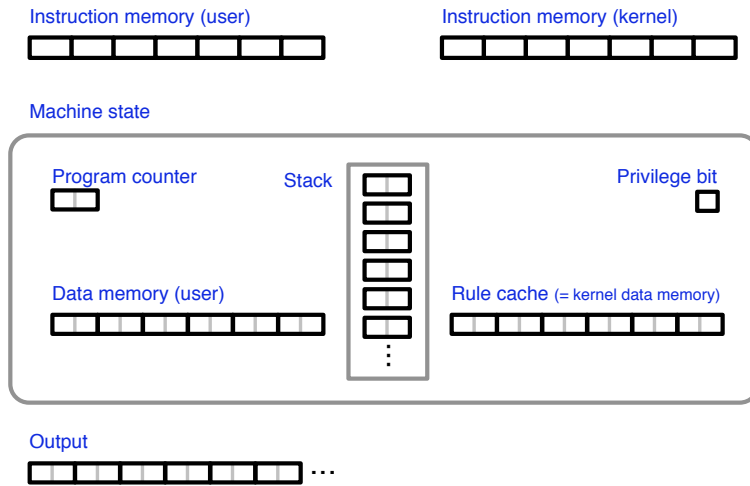 Instruction memory (user)
Instruction memory (kernel)
Machine state
Program counter
Stack
Privilege bit
Data memory (user)
Rule cache (= kernel data memory)
Output